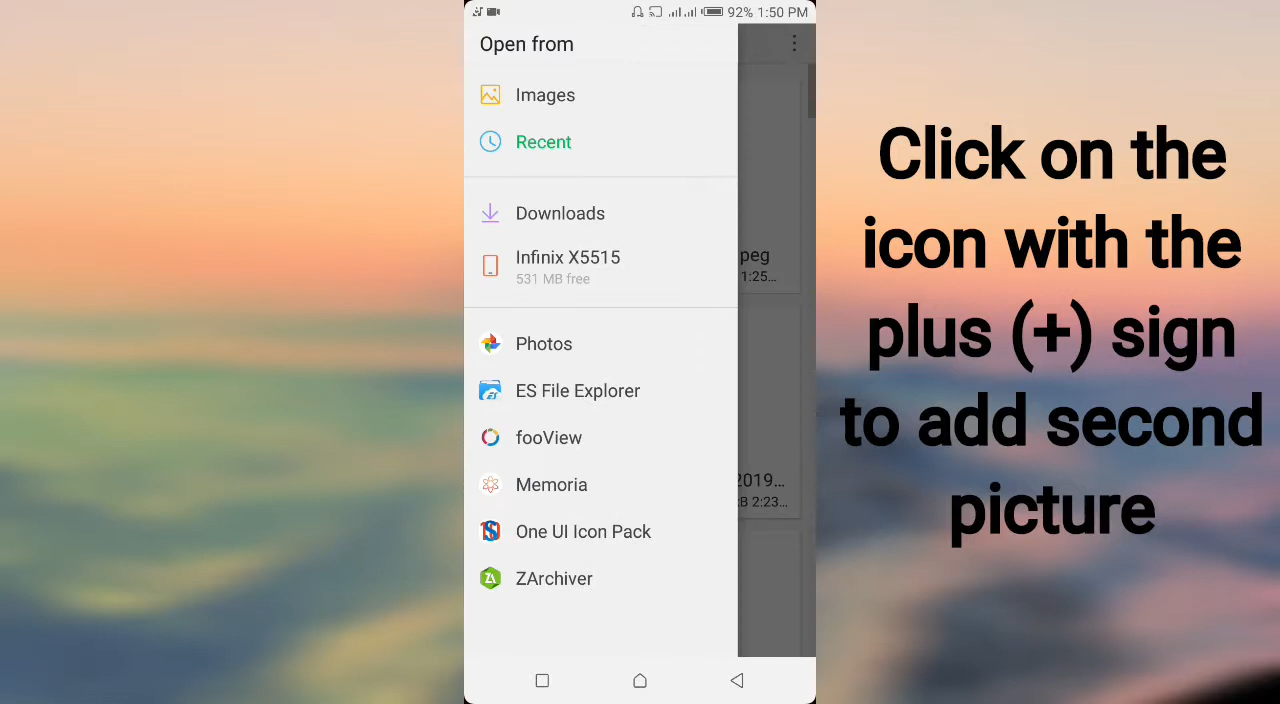 92% 1:50 PM
Open from
Images
Recent
Downloads
Infinix X5515
531 MB free
Photos
ES File Explorer
fooView
Memoria
One UI Icon Pack
ZArchiver
peg
1:25...
2019...
B 2:23...
Click on the
icon with the
plus (+) sign
to add second
picture